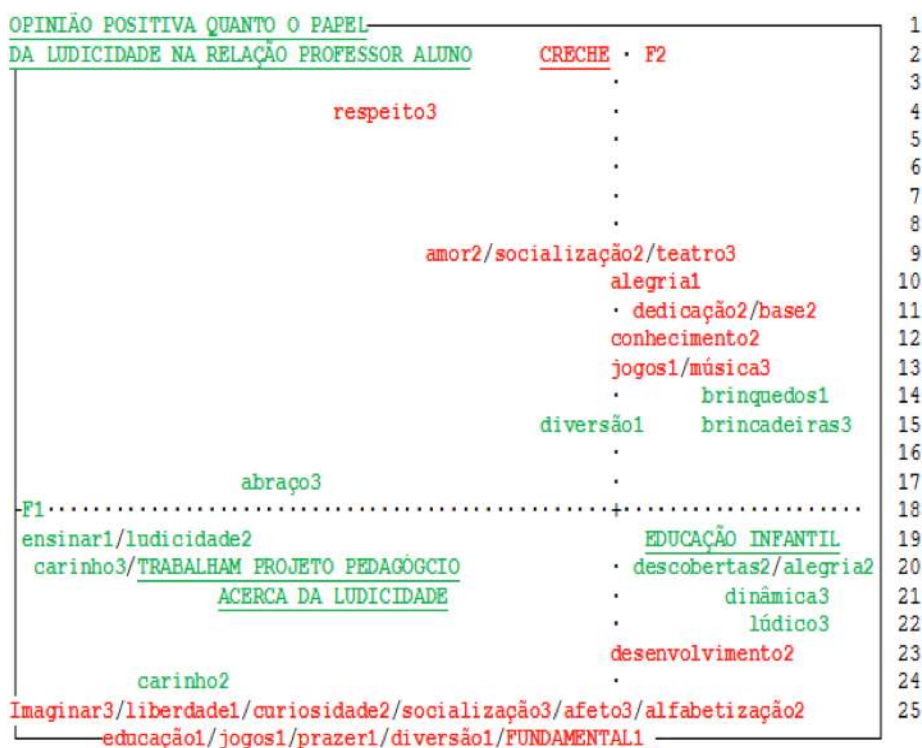 OPINIÃO POSITIVA QUANTO O PAPEL 1
DA LUDICIDADE NA RELAÇÃO PROFESSOR ALUNO CRECHE · F2 2
3
respeito3 4
5
6
7
8
amor2/socialização2/teatro3 9
alegria1 10
dedicação2/base2 11
conhecimento2 12
jogos1/música3 13
brinquedos1 14
diversão1 brincadeiras3 15
16
abraço3 17
F1 + 18
ensinar1/ludicidade2 EDUCAÇÃO INFANTIL 19
carinho3/TRABALHAM PROJETO PEDAGÓGCIO descobertas2/alegria2 20
ACERCA DA LUDICIDADE dinâmica3 21
lúdico3 22
desenvolvimento2 23
carinho2 24
Imaginar3/liberdade1/curiosidade2/socialização3/afeto3/alfabetização2 25
educação1/jogos1/prazer1/diversão1/FUNDAMENTAL1